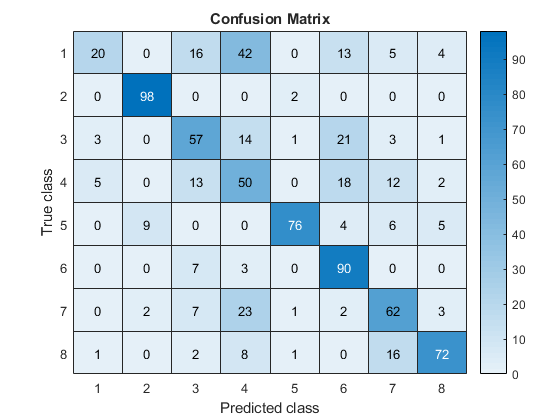 Confusion Matrix
1 20 0 16 42 0 13 5 4
2 0 98 0 0 2 0 0 0
3 3 0 57 14 1 21 3 1
4 5 0 13 50 0 18 12 2
5 0 9 0 0 76 4 6 5
6 0 0 7 3 0 90 0 0
7 0 2 7 23 1 2 62 3
8 1 0 2 8 1 0 16 72
1 2 3 4 5 6 7 8
True class
Predicted class
90
80
70
60
50
40
30
20
10
0